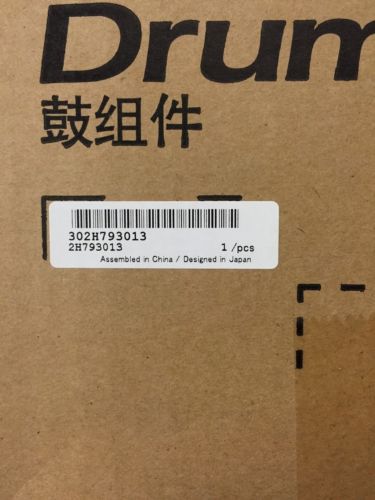 Drum
鼓组件
302H793013
2H793013 1/pcs
Assembled in China / Designed in Japan